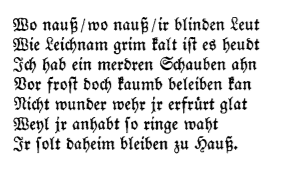 Wo nauß/wo nauß/ir blinden Leut
Wie Leichnam grim kalt ist es heudt
Ich hab ein merdren Schauben ahn
Vor frost doch kaumb beleiben kan
Nicht wunder wehr jr erfrürt glat
Weyl jr anhabt so ringe waht
Ir solt daheim bleiben zu Hauß.